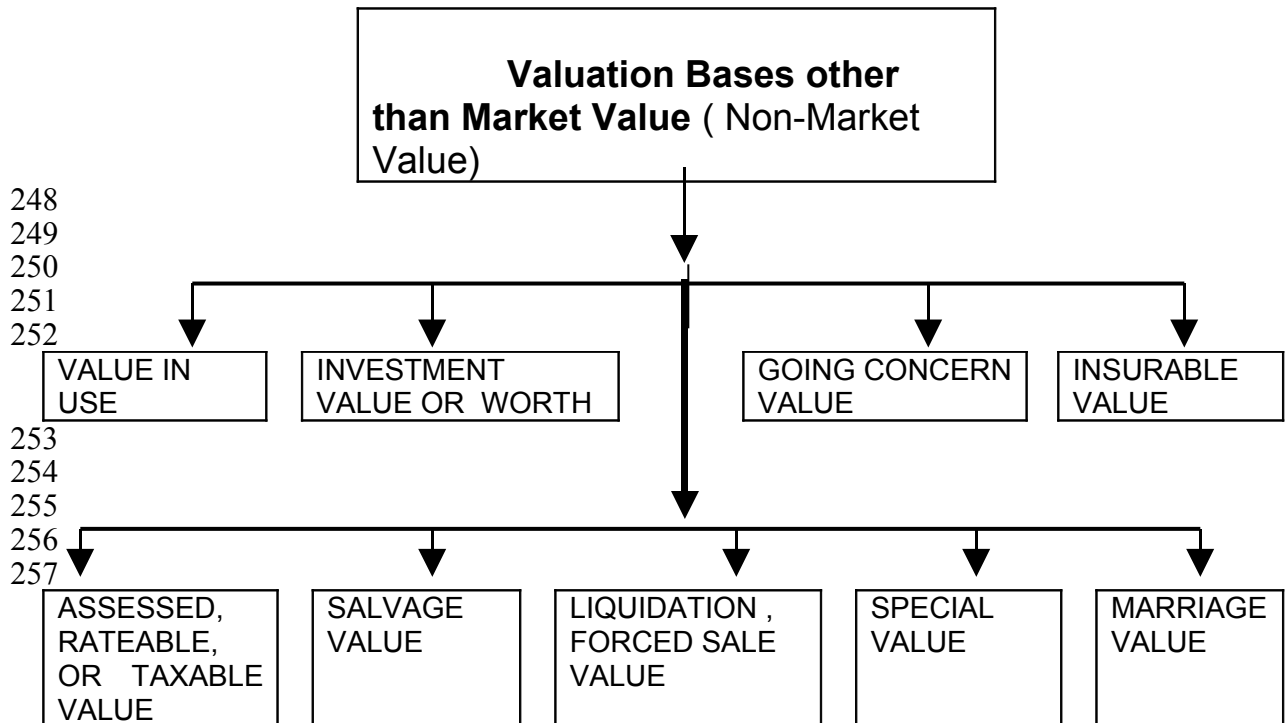 Valuation Bases other
than Market Value ( Non-Market
Value)
248
249
250
251
252
VALUE IN
USE
INVESTMENT
VALUE OR WORTH
GOING CONCERN
VALUE
INSURABLE
VALUE
253
254
255
256
257
ASSESSED,
RATEABLE,
OR TAXABLE
VALUE
SALVAGE
VALUE
LIQUIDATION ,
FORCED SALE
VALUE
SPECIAL
VALUE
MARRIAGE
VALUE